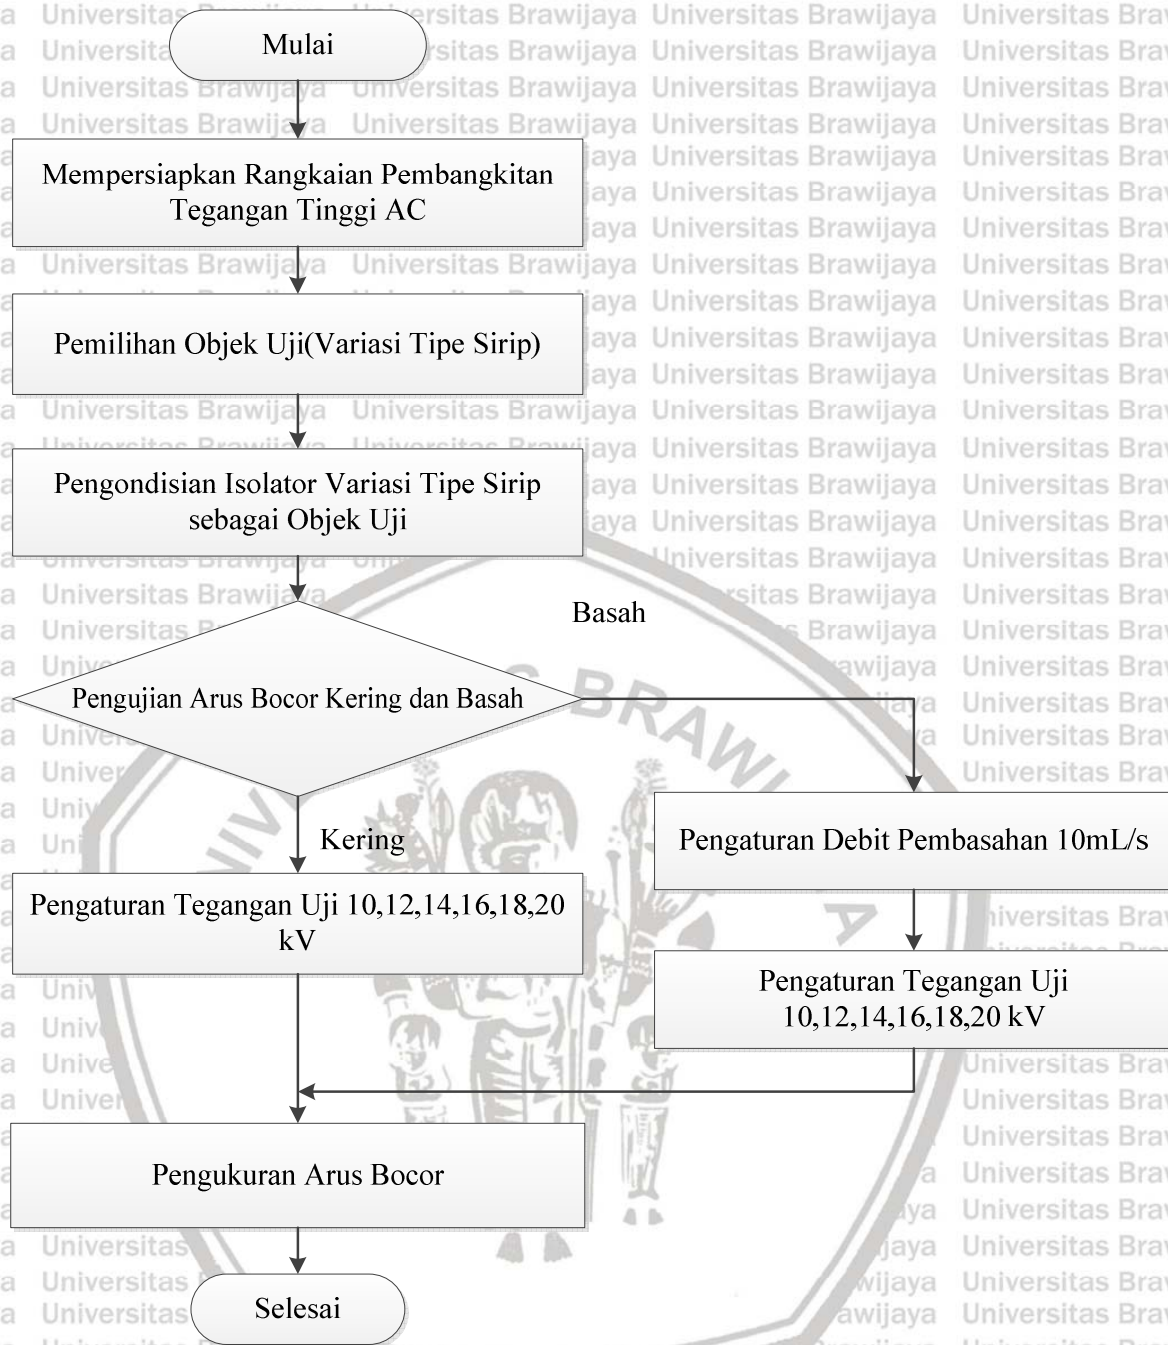 Mulai
Mempersiapkan Rangkaian Pembangkitan
Tegangan Tinggi AC
Pemilihan Objek Uji(Variasi Tipe Sirip)
Pengondisian Isolator Variasi Tipe Sirip
sebagai Objek Uji
Basah
Pengujian Arus Bocor Kering dan Basah
Kering
Pengaturan Debit Pembasahan 10mL/s
Pengaturan Tegangan Uji 10,12,14,16,18,20
kV
Pengaturan Tegangan Uji
10,12,14,16,18,20 kV
Pengukuran Arus Bocor
Selesai